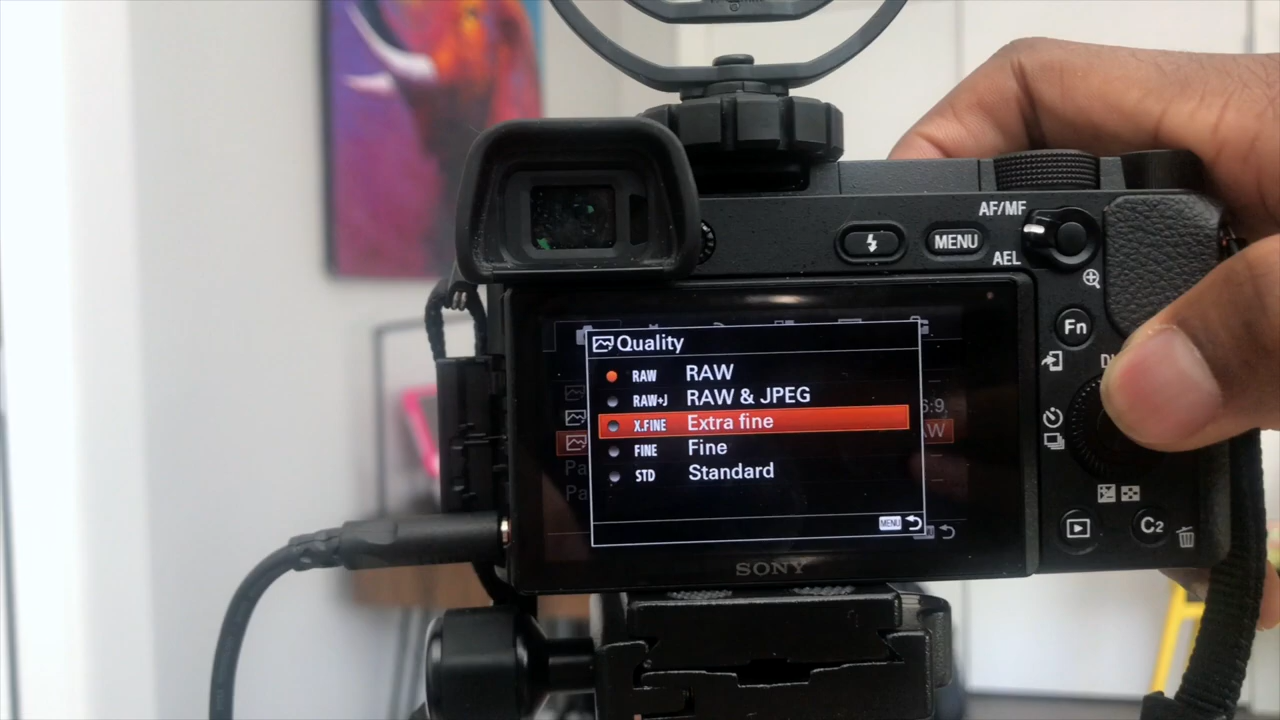 AF/MF
MENU
AEL
Fn
Quality
RAW RAW
RAW+J RAW & JPEG
X.FINE Extra fine
FINE Fine
STD Standard
MENU
C2
SONY